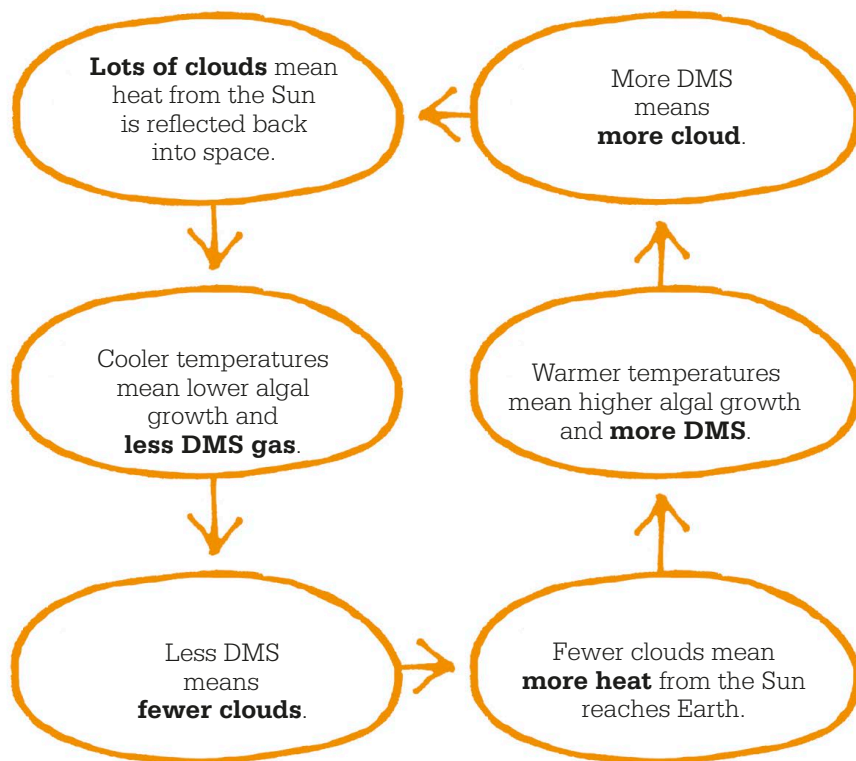 Lots of clouds mean
heat from the Sun
is reflected back
into space.
Cooler temperatures
mean lower algal
growth and
less DMS gas.
Less DMS
means
fewer clouds.
Fewer clouds mean
more heat from the Sun
reaches Earth.
Warmer temperatures
mean higher algal growth
and more DMS.
More DMS
means
more cloud.